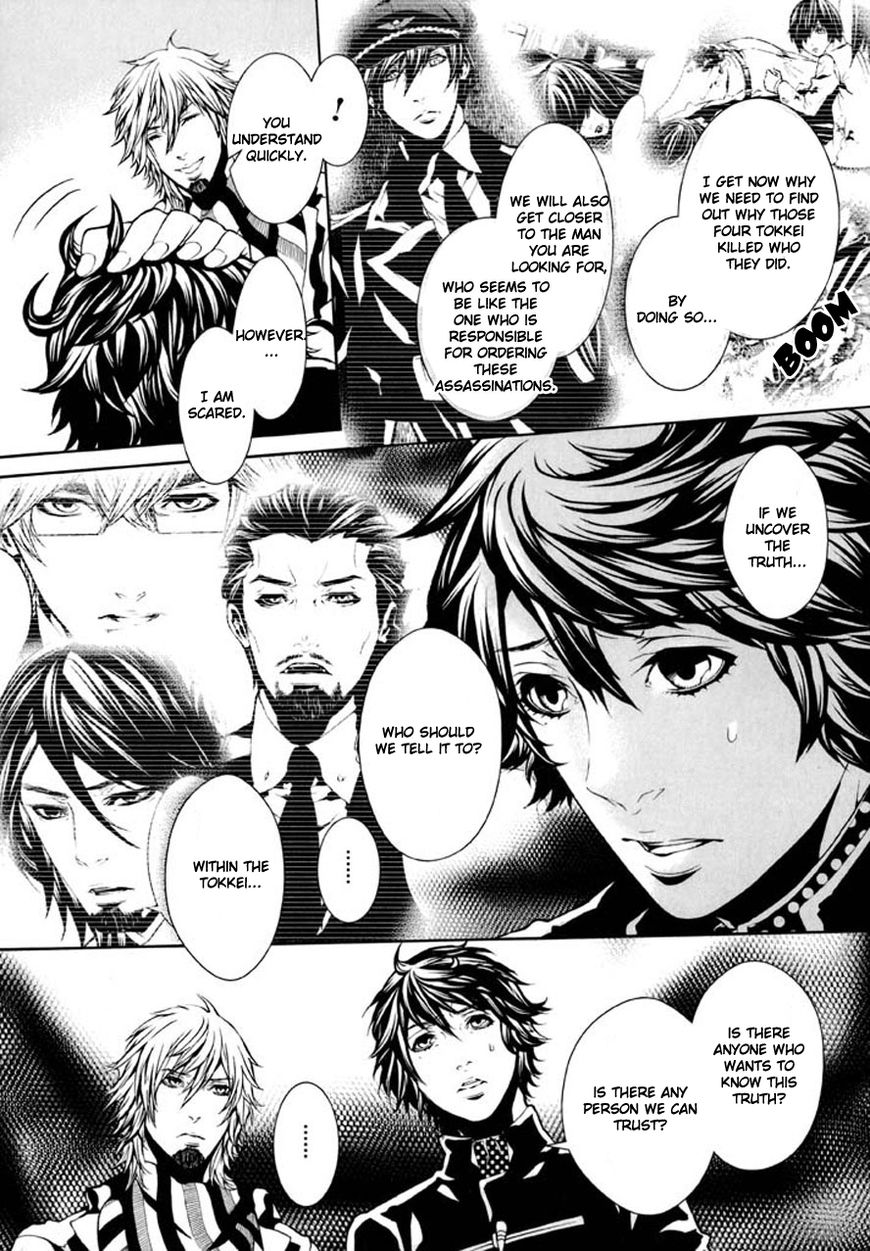 I GET NOW WHY
WE NEED TO FIND
OUT WHY THOSE
FOUR TOKKEI
KILLED WHO
THEY DID.
BY
DOING SO...
BOOM
WE WILL ALSO
GET CLOSER
TO THE MAN
YOU ARE
LOOKING FOR,
WHO SEEMS TO
BE LIKE THE
ONE WHO IS
RESPONSIBLE
FOR ORDERING
THESE
ASSASSINATIONS.
!
YOU
UNDERSTAND
QUICKLY.
HOWEVER
...
I AM
SCARED.
IF WE
UNCOVER
THE
TRUTH...
WHO SHOULD
WE TELL IT TO?
......
WITHIN THE
TOKKEI...
IS THERE
ANYONE WHO
WANTS TO
KNOW THIS
TRUTH?
IS THERE ANY
PERSON WE CAN
TRUST?
......